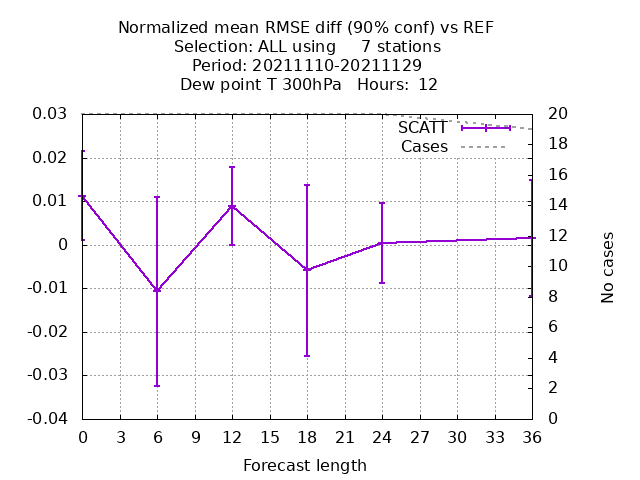 Normalized mean RMSE diff (90% conf) vs REF
Selection: ALL using     7 stations
Period: 20211110-20211129
Dew point T 300hPa   Hours:  12
0.03
0.02
0.01
0
-0.01
-0.02
-0.03
-0.04
SCATT
Cases
20
18
16
14
12
10
8
6
4
2
0
No cases
0 3 6 9 12 15 18 21 24 27 30 33 36
Forecast length